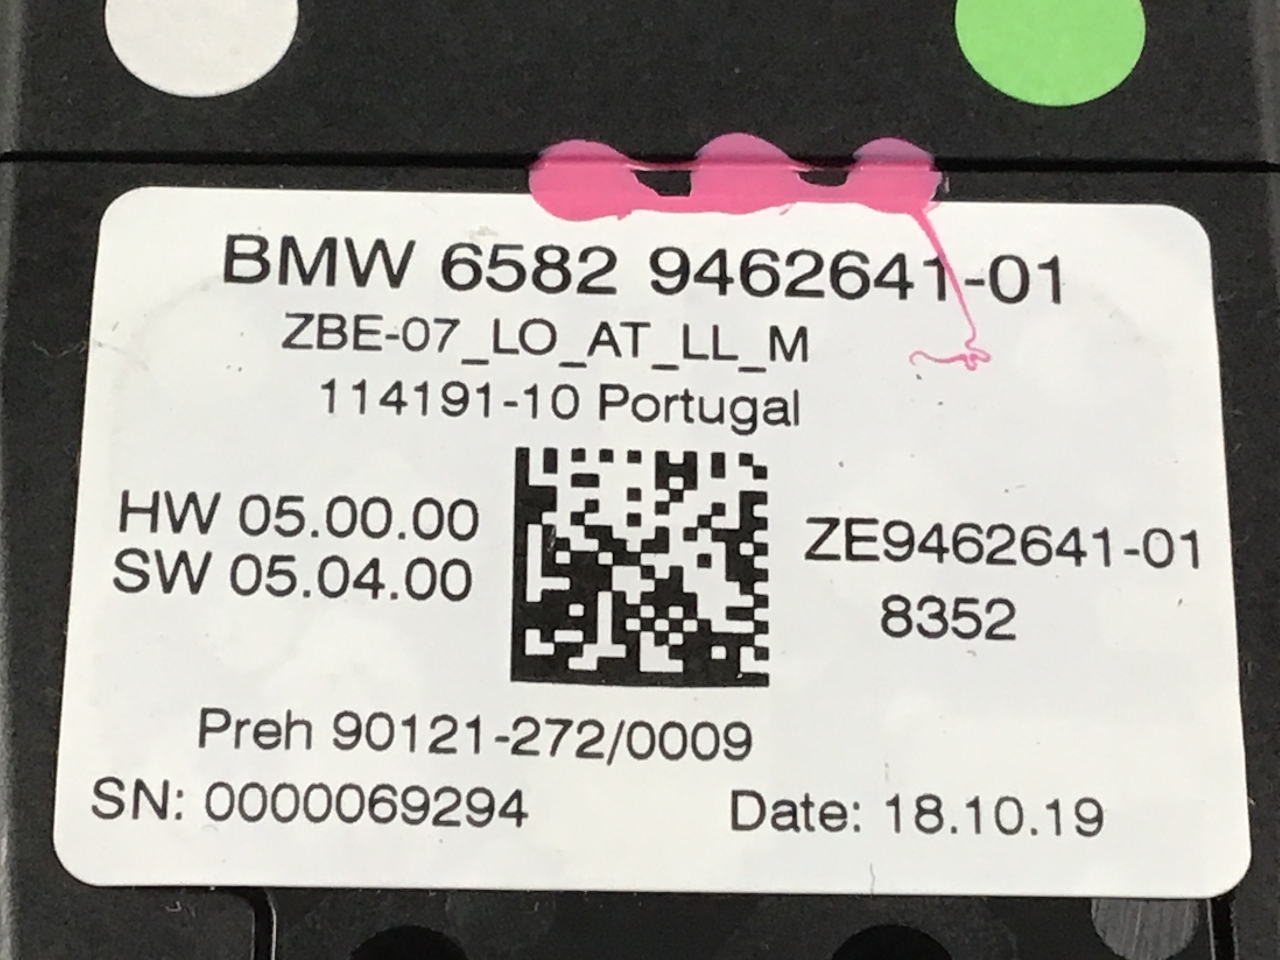 BMW 6582 9462641-01
ZBE-07_LO_AT_LL_M
114191-10 Portugal
HW 05.00.00
SW 05.04.00
ZE9462641-01
8352
Preh 90121-272/0009
SN: 0000069294
Date: 18.10.19